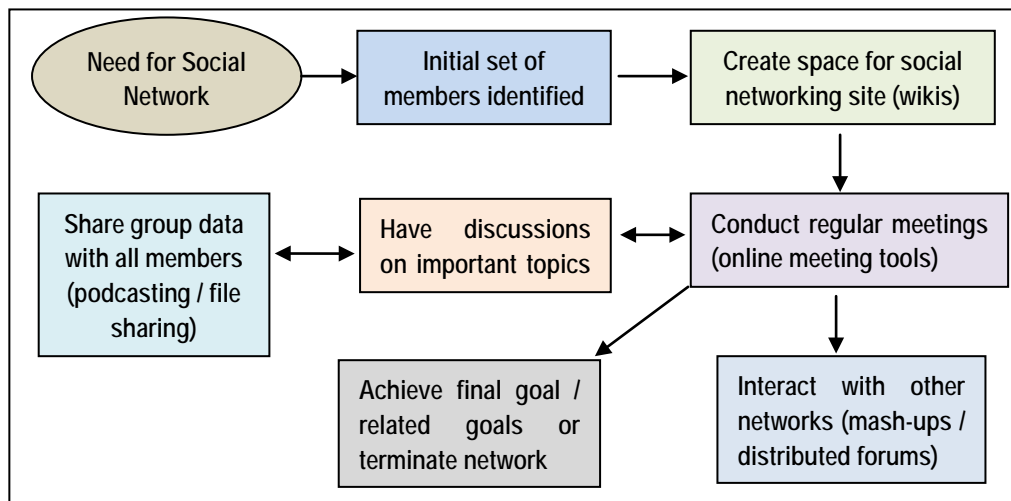 Need for Social
Network
Initial set of
members identified
Create space for social
networking site (wikis)
Share group data
with all members
(podcasting / file
sharing)
Have discussions
on important topics
Conduct regular meetings
(online meeting tools)
Achieve final goal /
related goals or
terminate network
Interact with other
networks (mash-ups /
distributed forums)